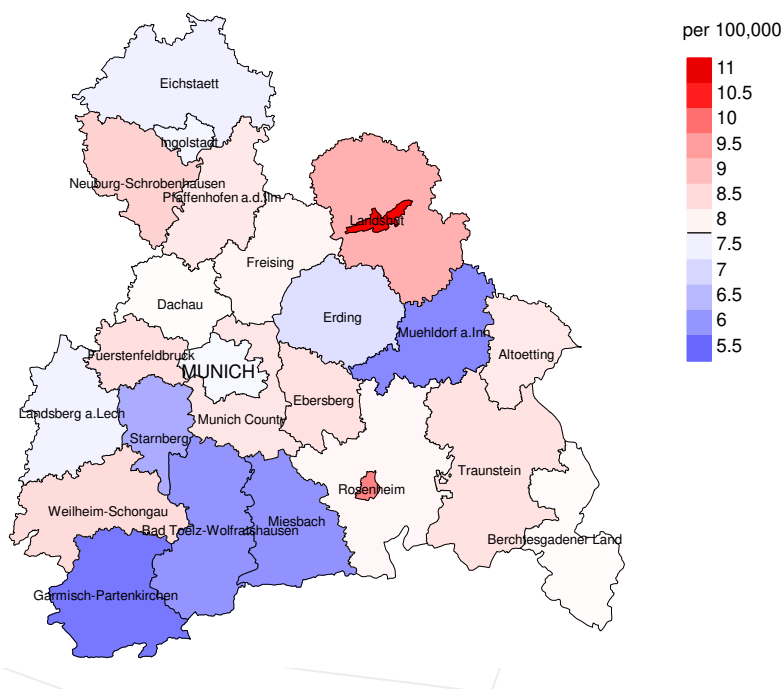 per 100,000
11
10.5
10
9.5
9
8.5
8
7.5
7
6.5
6
5.5
Eichstaett
Ingolstadt
Neuburg-Schrobenhausen
Pfaffenhofen a.d.Ilm
Landshut
Freising
Dachau
Erding
Muehldorf a.Inn
Fuerstenfeldbruck
Altoetting
MUNICH
Ebersberg
Landsberg a.Lech
Munich County
Starnberg
Traunstein
Rosenheim
Weilheim-Schongau
Miesbach
Bad Toelz-Wolfratshausen
Berchtesgadener Land
Garmisch-Partenkirchen